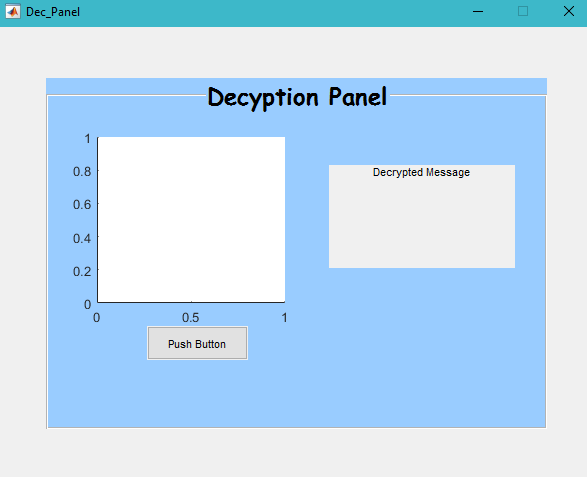 Dec_Panel
Decyption Panel
1
0.8
0.6
0.4
0.2
0
0 0.5 1
Decrypted Message
Push Button